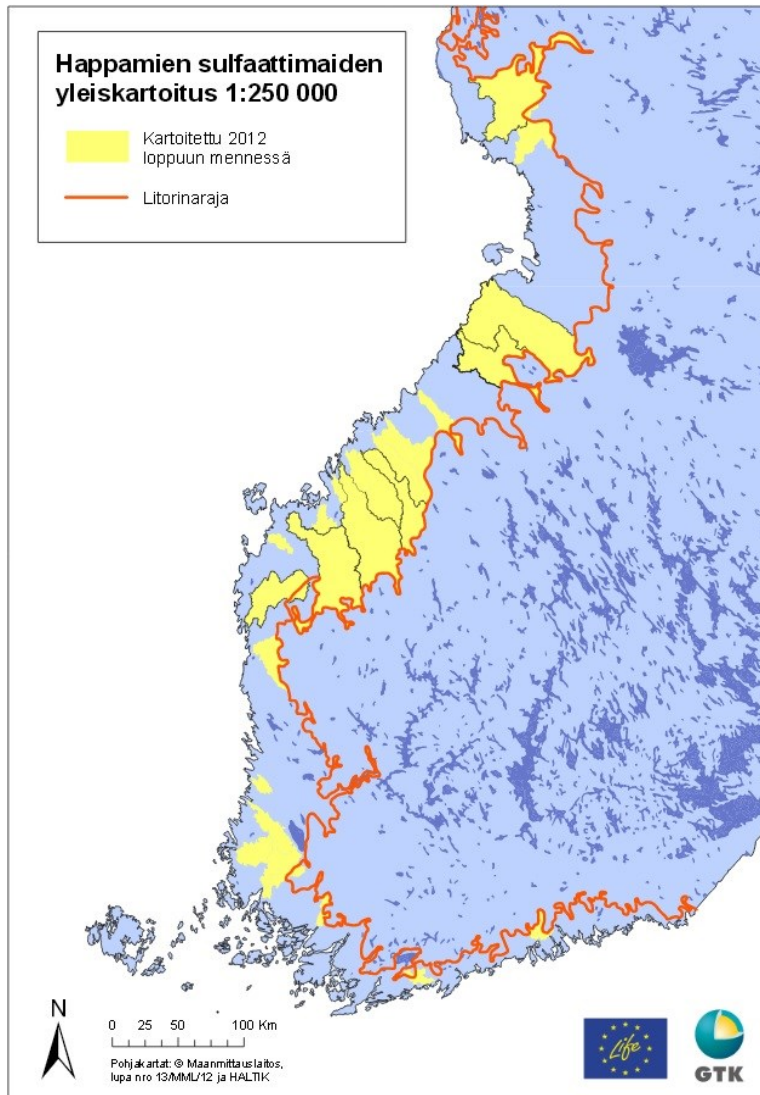 Happamien sulfaattimaiden
yleiskartoitus 1:250 000
Kartoitettu 2012
loppuun mennessä
Litorinaraja
N
0 25 50 100 Km
Pohjakartat: © Maanmittauslaitos,
lupa nro 13/MML/12 ja HALTIK
Life
GTK